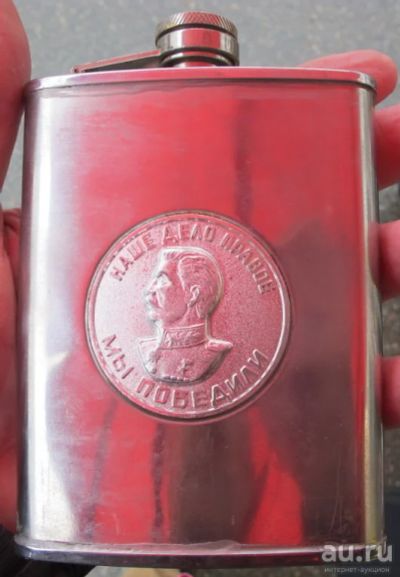 НАШЕ ДЕЛО ПРАВОЕ
МЫ ПОБЕДИЛИ
au.ru
интернет-аукцион